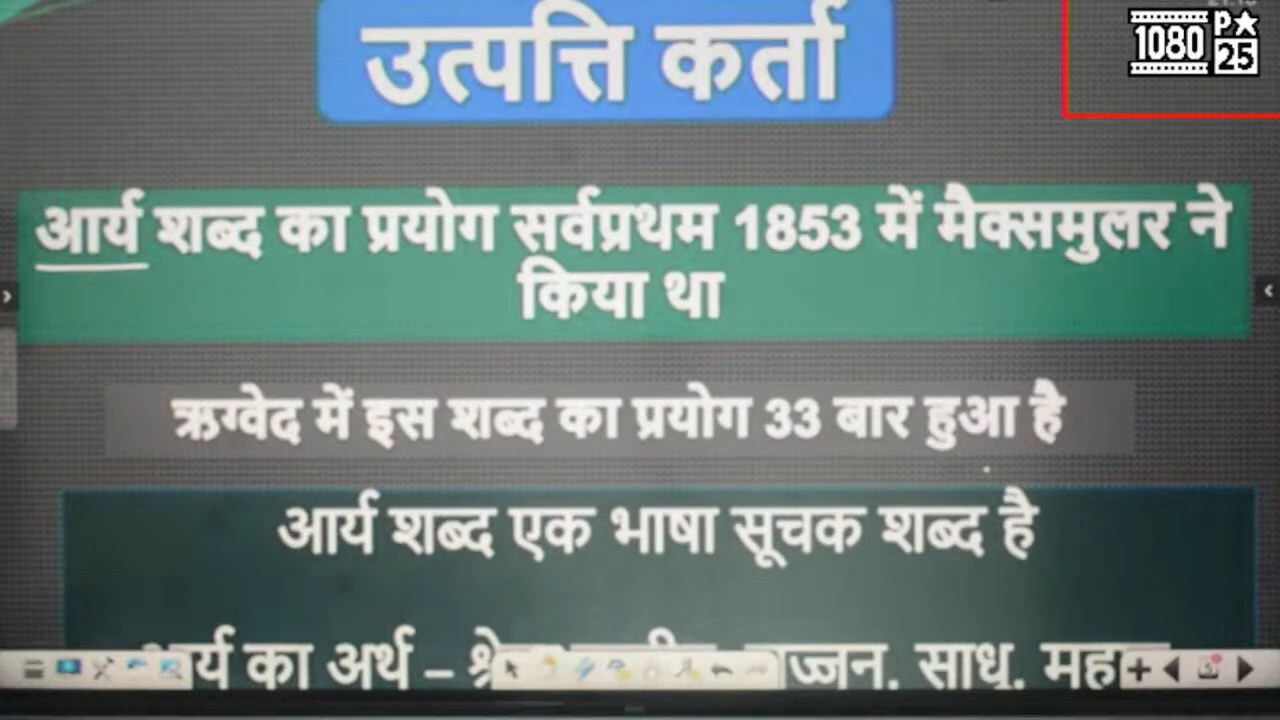 1080 P★ 25
उत्पत्ति कर्ता
आर्य शब्द का प्रयोग सर्वप्रथम 1853 में मैक्समुलर ने
किया था
ऋग्वेद में इस शब्द का प्रयोग 33 बार हुआ है
आर्य शब्द एक भाषा सूचक शब्द है
का अर्थ –